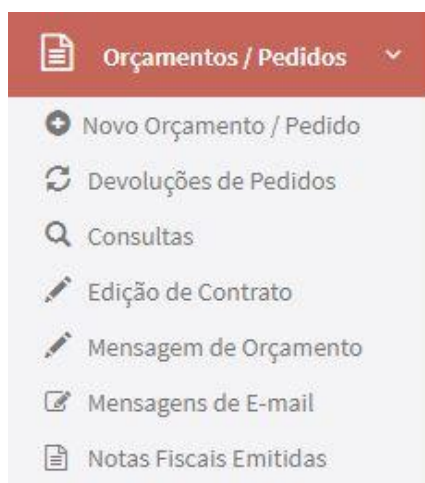 Orçamentos / Pedidos
Novo Orçamento / Pedido
Devoluções de Pedidos
Consultas
Edição de Contrato
Mensagem de Orçamento
Mensagens de E-mail
Notas Fiscais Emitidas